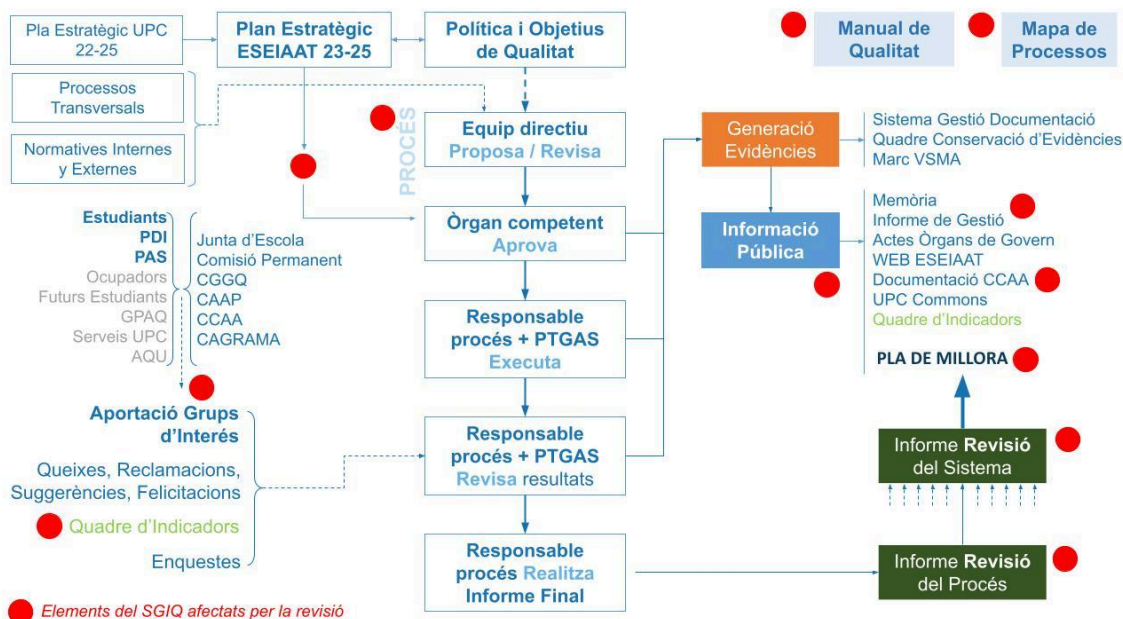 Pla Estratègic UPC
22-25
Plan Estratègic
ESEIAAT 23-25
Política i Objetius
de Qualitat
Manual de
Qualitat
Mapa de
Processos
Processos
Transversals
Normatives Internes
y Externes
PROCÉS
Equip directiu
Proposa / Revisa
Òrgan competent
Aprova
Responsable
procés + PTGAS
Executa
Responsable
procés + PTGAS
Revisa resultats
Responsable
procés Realitza
Informe Final
Estudiants
PDI
PAS
Ocupadors
Futurs Estudiants
GPAQ
Serveis UPC
AQU
Junta d’Escola
Comisió Permanent
CGGQ
CAAP
CCAA
CAGRAMA
Aportació Grups
d’Interés
Queixes, Reclamacions,
Suggerències, Felicitacions
Quadre d’Indicadors
Enquestes
Generació
Evidències
Sistema Gestió Documentació
Quadre Conservació d’Evidències
Marc VSMA
Informació
Pública
Memòria
Informe de Gestió
Actes Òrgans de Govern
WEB ESEIAAT
Documentació CCAA
UPC Commons
Quadre d’Indicadors
PLA DE MILLORA
Informe Revisió
del Sistema
Informe Revisió
del Procés
Elements del SGIQ afectats per la revisió